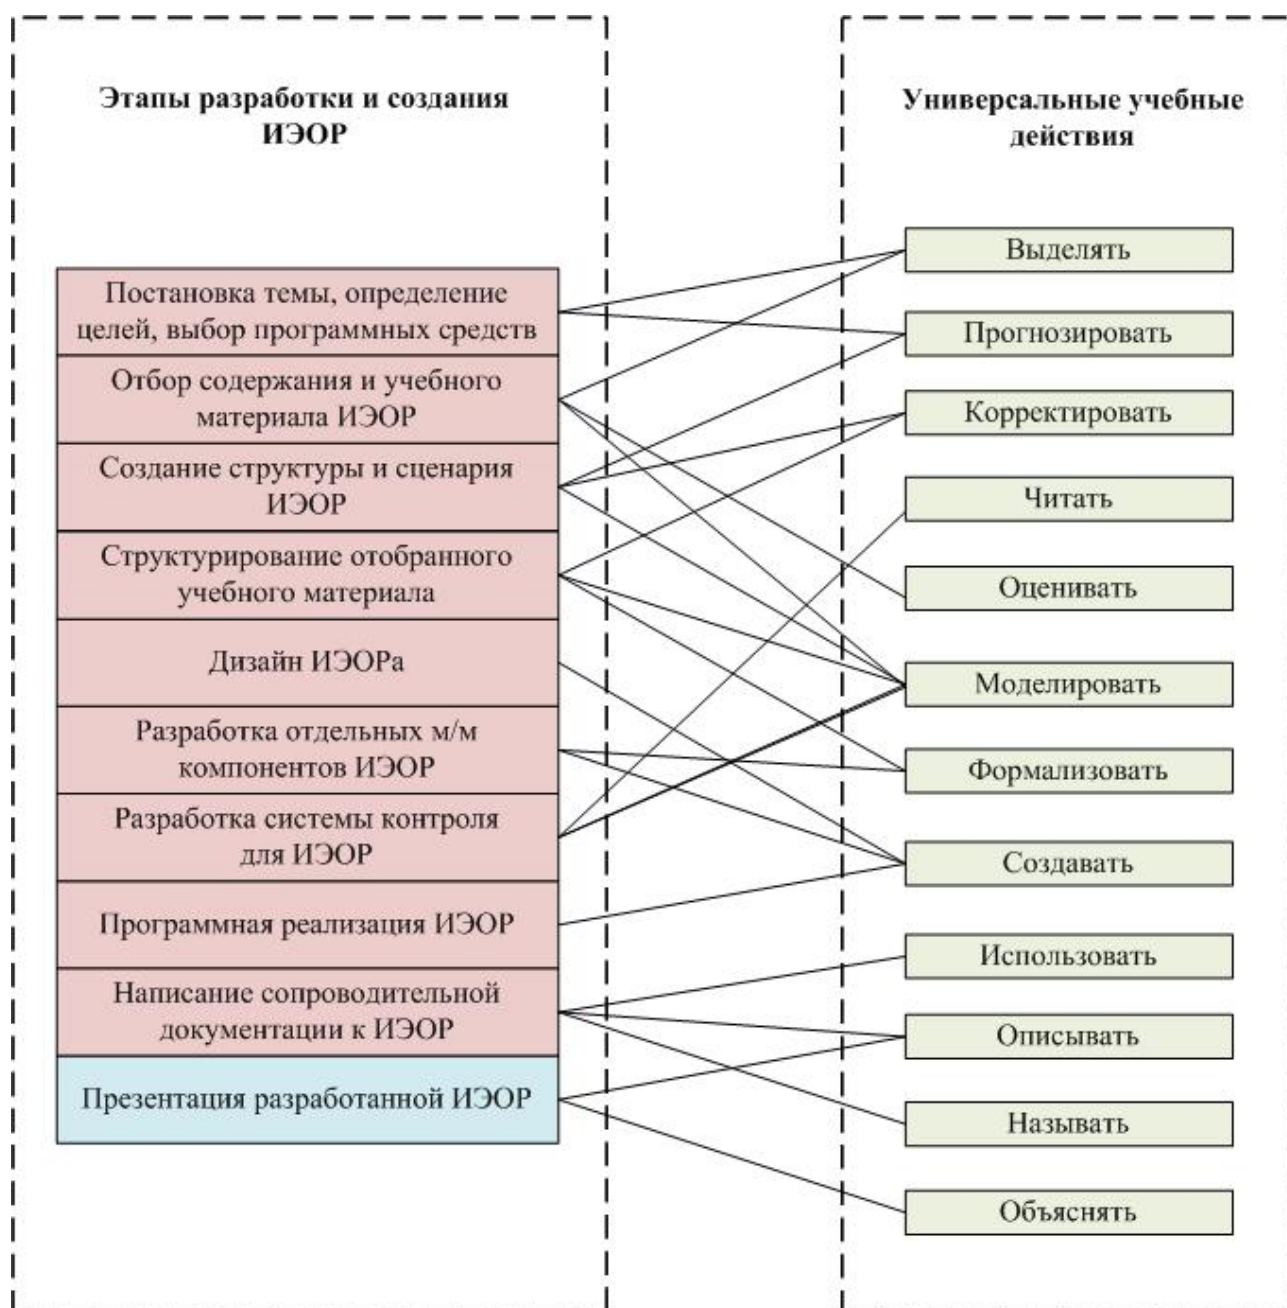 Этапы разработки и создания
ИЭОР
Постановка темы, определение
целей, выбор программных средств
Отбор содержания и учебного
материала ИЭОР
Создание структуры и сценария
ИЭОР
Структурирование отобранного
учебного материала
Дизайн ИЭОРа
Разработка отдельных м/м
компонентов ИЭОР
Разработка системы контроля
для ИЭОР
Программная реализация ИЭОР
Написание сопроводительной
документации к ИЭОР
Презентация разработанной ИЭОР
Универсальные учебные
действия
Выделять
Прогнозировать
Корректировать
Читать
Оценивать
Моделировать
Формализовать
Создавать
Использовать
Описывать
Называть
Объяснять